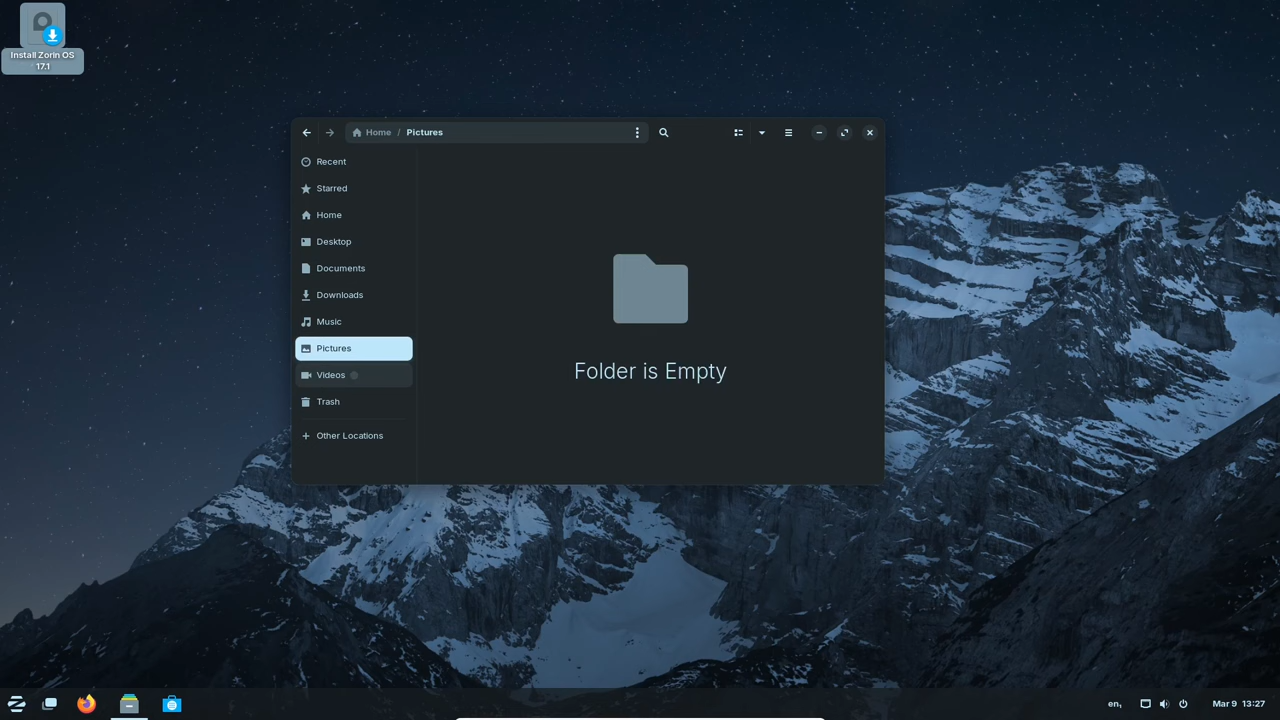 Install Zorin OS
17.1
Home / Pictures
Recent
Starred
Home
Desktop
Documents
Downloads
Music
Pictures
Videos
Trash
Other Locations
Folder is Empty
en₁
Mar 9 13:27